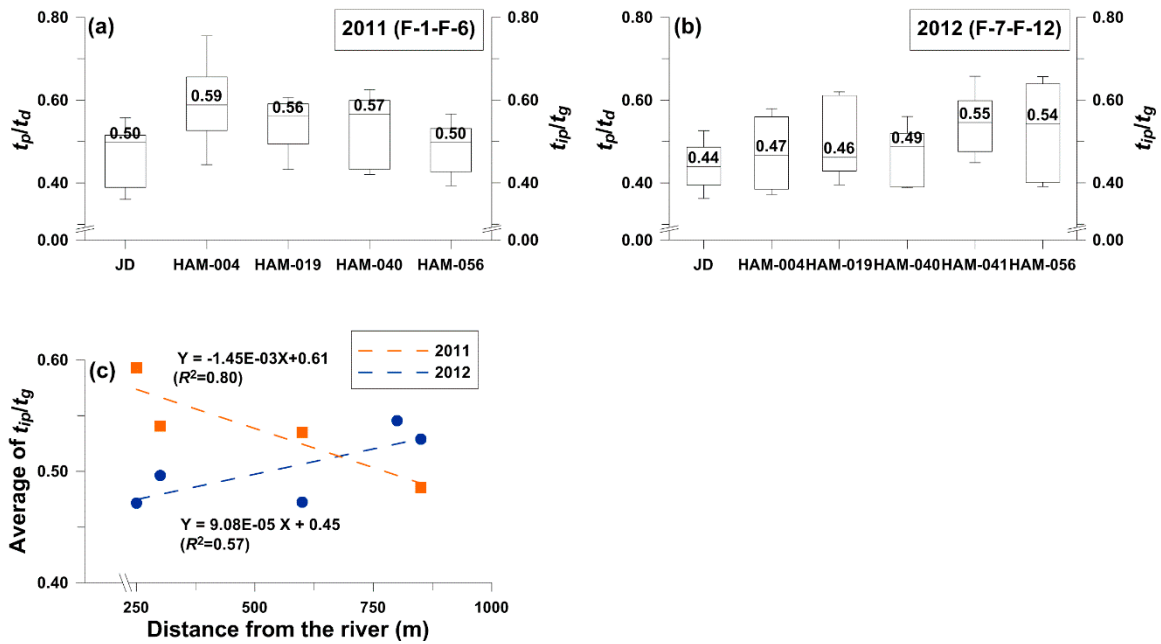 (a)
2011 (F-1-F-6)
0.80
0.60
0.40
0.00
tp/td
0.50
0.59
0.56
0.57
0.50
0.80
0.60
0.40
0.00
tip/tg
JD HAM-004 HAM-019 HAM-040 HAM-056
(b)
2012 (F-7-F-12)
0.80
0.60
0.40
0.00
tp/td
0.44
0.47
0.46
0.49
0.55
0.54
0.80
0.60
0.40
0.00
tip/tg
JD HAM-004 HAM-019 HAM-040 HAM-041 HAM-056
(c)
Y = -1.45E-03X+0.61
(R²=0.80)
2011
2012
0.60
0.50
0.40
Average of tip/tg
Y = 9.08E-05 X + 0.45
(R²=0.57)
250 500 750 1000
Distance from the river (m)